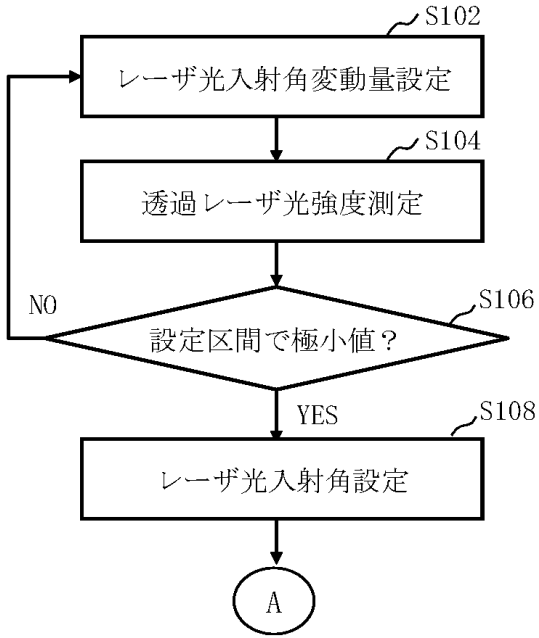 S102
レーザ光入射角変動量設定
S104
透過レーザ光強度測定
S106
NO
設定区間で極小値？
YES
S108
レーザ光入射角設定
A